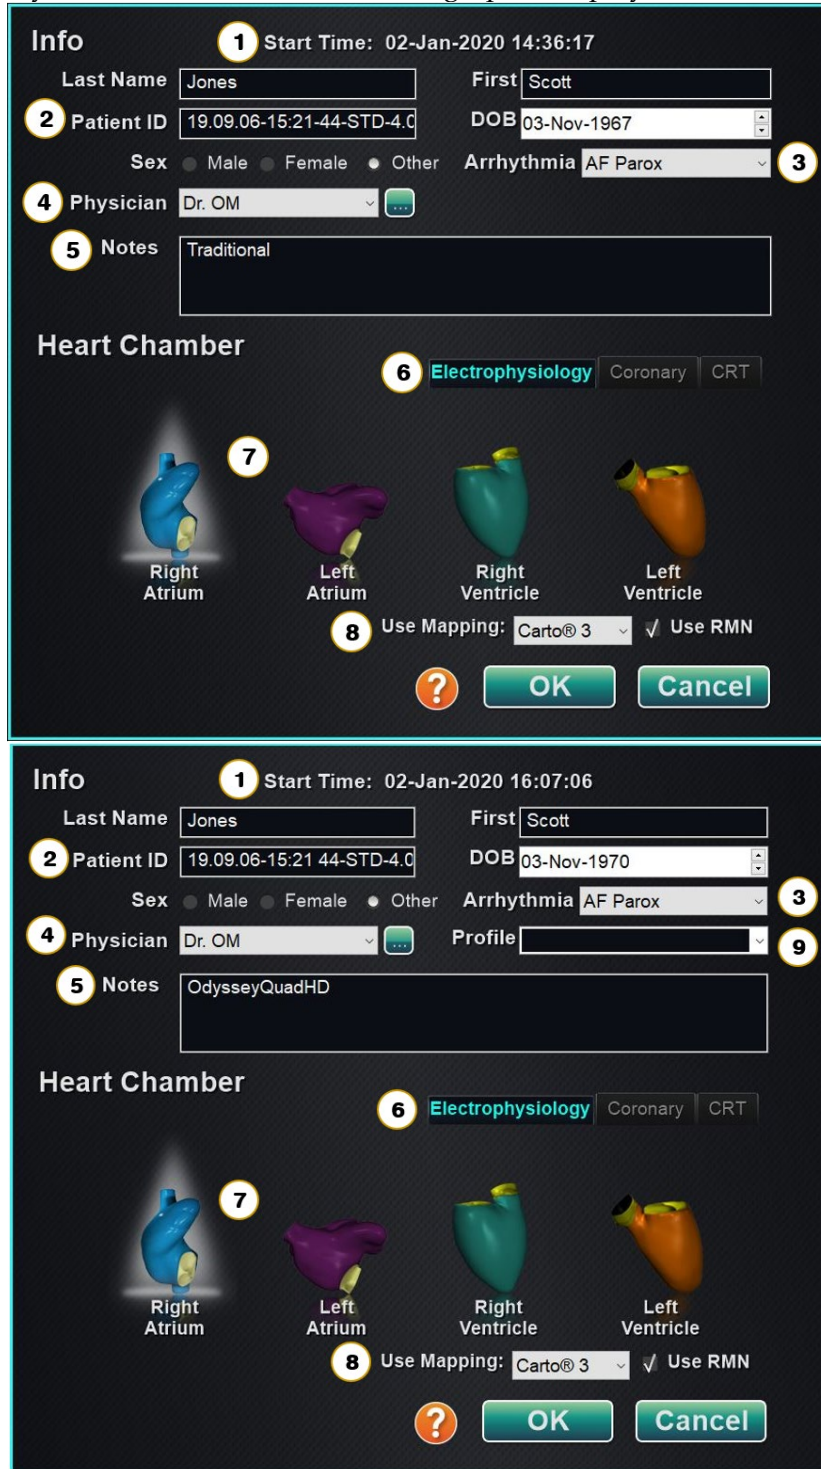 Info 1 Start Time: 02-Jan-2020 14:36:17
Last Name Jones First Scott
2 Patient ID 19.09.06-15:21-44-STD-4.0 DOB 03-Nov-1967
Sex Male Female Other Arrhythmia AF Parox 3
4 Physician Dr. OM ...
5 Notes Traditional
Heart Chamber
6 Electrophysiology Coronary CRT
7
Right Atrium Left Atrium Right Ventricle Left Ventricle
8 Use Mapping: Carto® 3 √ Use RMN
? OK Cancel
Info 1 Start Time: 02-Jan-2020 16:07:06
Last Name Jones First Scott
2 Patient ID 19.09.06-15:21 44-STD-4.0 DOB 03-Nov-1970
Sex Male Female Other Arrhythmia AF Parox 3
4 Physician Dr. OM ... Profile 9
5 Notes OdysseyQuadHD
Heart Chamber
6 Electrophysiology Coronary CRT
7
Right Atrium Left Atrium Right Ventricle Left Ventricle
8 Use Mapping: Carto® 3 √ Use RMN
? OK Cancel